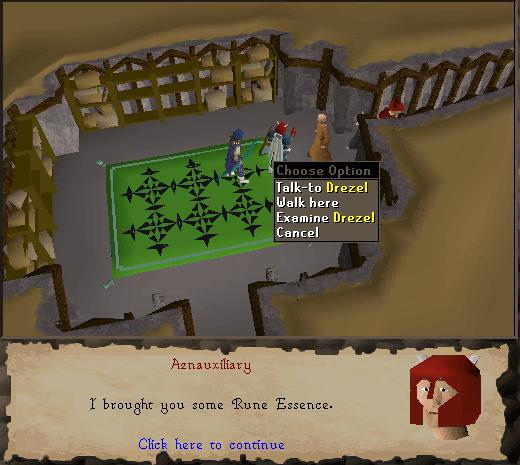 Choose Option
Talk-to Drezel
Walk here
Examine Drezel
Cancel
Aznauxiliary
I brought you some Rune Essence.
Click here to continue